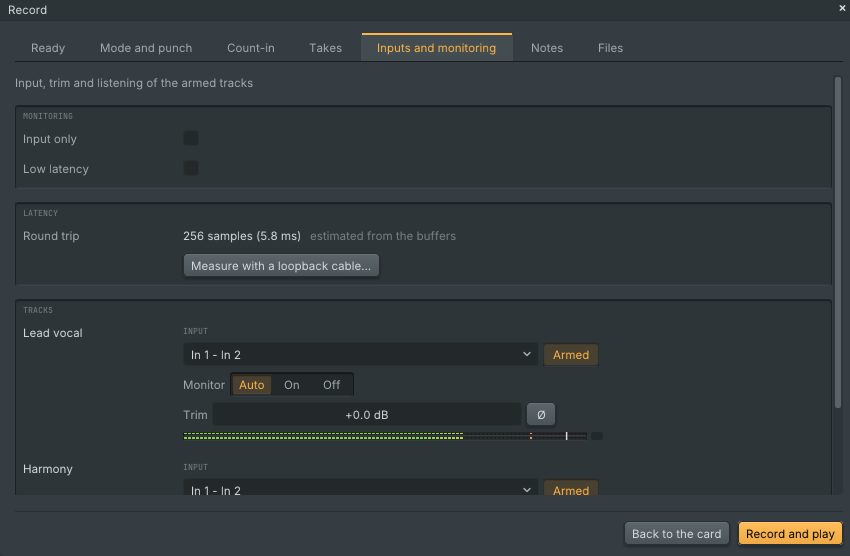 Record
Ready Mode and punch Count-in Takes Inputs and monitoring Notes Files
Input, trim and listening of the armed tracks
MONITORING
Input only
Low latency
LATENCY
Round trip 256 samples (5.8 ms) estimated from the buffers
Measure with a loopback cable...
TRACKS
Lead vocal INPUT
In 1 - In 2 Armed
Monitor Auto On Off
Trim +0.0 dB Ø
Harmony INPUT
In 1 - In 2 Armed
Back to the card Record and play